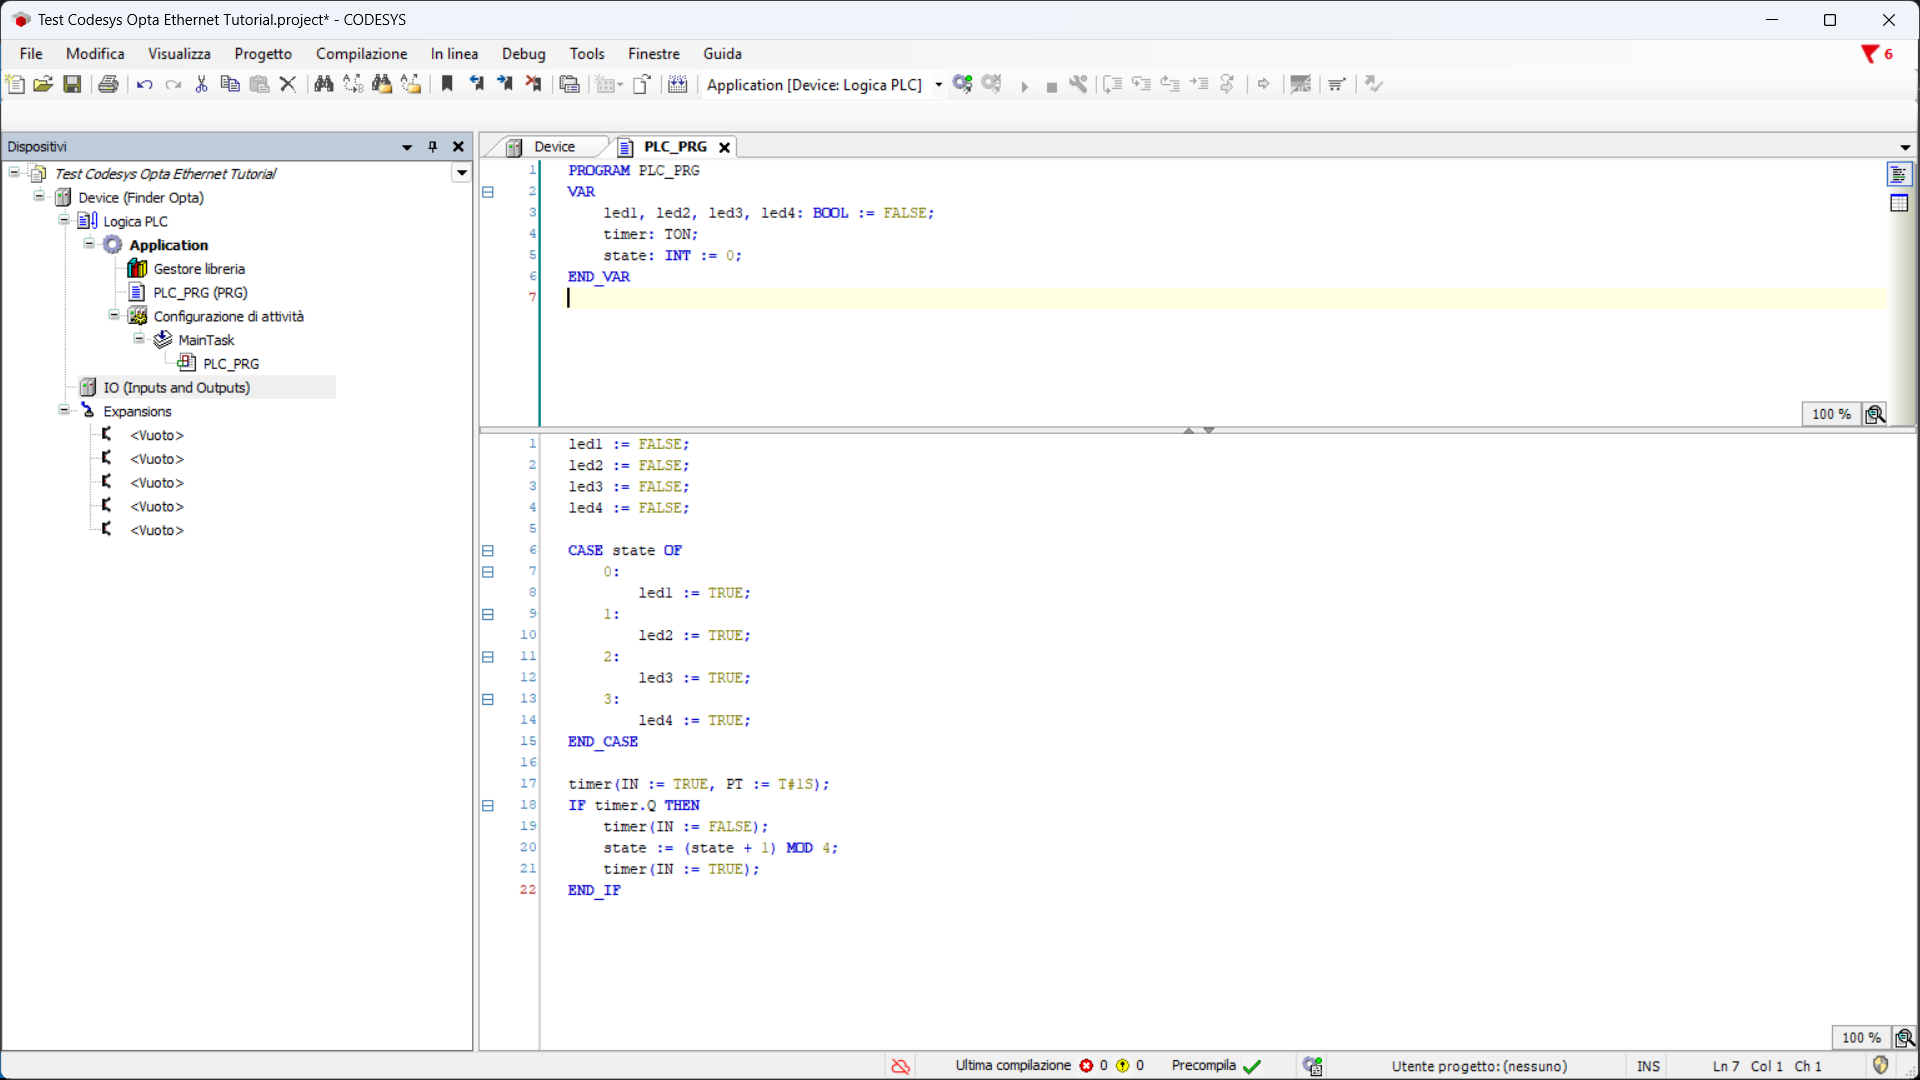 Test Codesys Opta Ethernet Tutorial.project* - CODESYS
File Modifica Visualizza Progetto Compilazione In linea Debug Tools Finestre Guida
6
Application [Device: Logica PLC]
Dispositivi
Test Codesys Opta Ethernet Tutorial
Device (Finder Opta)
Logica PLC
Application
Gestore libreria
PLC_PRG (PRG)
Configurazione di attività
MainTask
PLC_PRG
IO (Inputs and Outputs)
Expansions
<Vuoto>
<Vuoto>
<Vuoto>
<Vuoto>
<Vuoto>
Device PLC_PRG
1 PROGRAM PLC_PRG
2 VAR
3 led1, led2, led3, led4: BOOL := FALSE;
4 timer: TON;
5 state: INT := 0;
6 END_VAR
7
100 %
1 led1 := FALSE;
2 led2 := FALSE;
3 led3 := FALSE;
4 led4 := FALSE;
5
6 CASE state OF
7 0:
8 led1 := TRUE;
9 1:
10 led2 := TRUE;
11 2:
12 led3 := TRUE;
13 3:
14 led4 := TRUE;
15 END_CASE
16
17 timer(IN := TRUE, PT := T#1S);
18 IF timer.Q THEN
19 timer(IN := FALSE);
20 state := (state + 1) MOD 4;
21 timer(IN := TRUE);
22 END_IF
100 %
Ultima compilazione 0 0 Precompila Utente progetto: (nessuno) INS Ln 7 Col 1 Ch 1